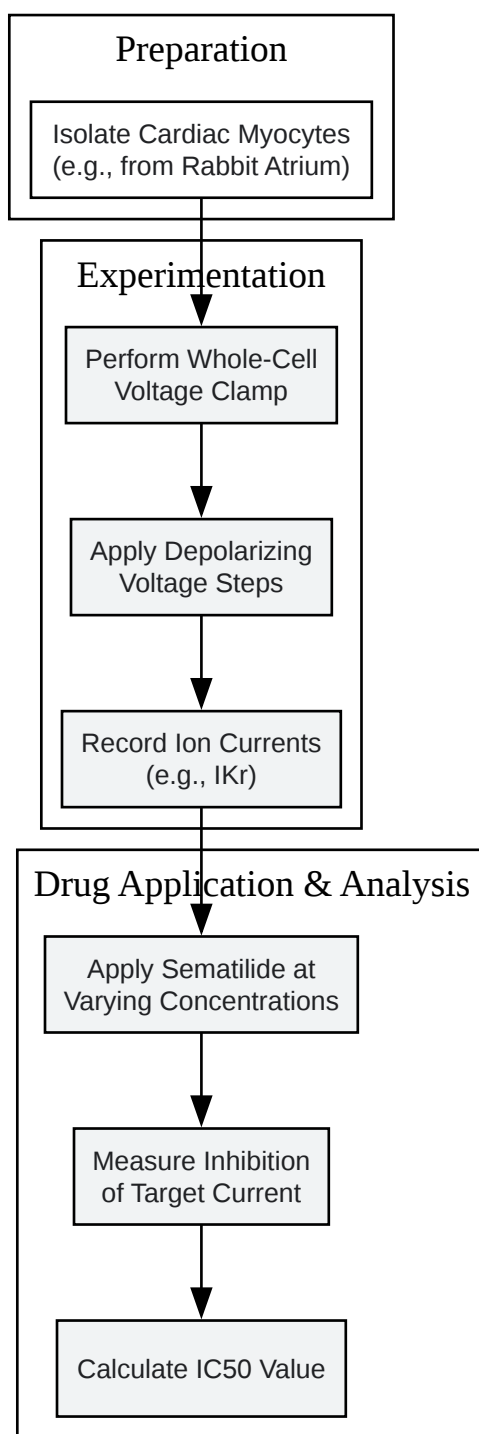 Preparation
Isolate Cardiac Myocytes
(e.g., from Rabbit Atrium)
Experimentation
Perform Whole-Cell
Voltage Clamp
Apply Depolarizing
Voltage Steps
Record Ion Currents
(e.g., IKr)
Drug Application & Analysis
Apply Sematilide at
Varying Concentrations
Measure Inhibition
of Target Current
Calculate IC50 Value